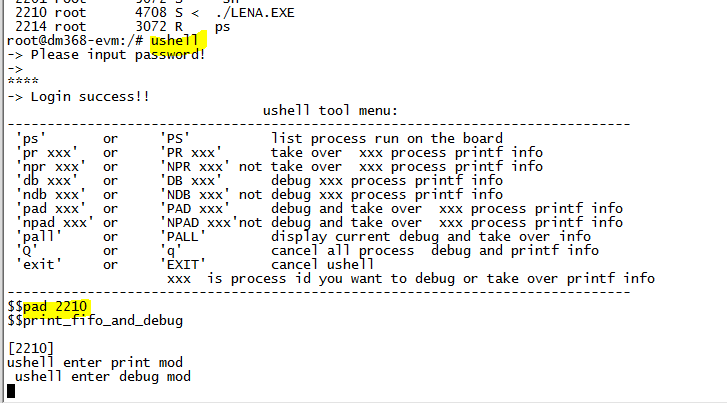 2201 root 3072 S sh
2210 root 4708 S < ./LENA.EXE
2214 root 3072 R ps
root@dm368-evm:/# ushell
-> Please input password!
->
****
-> Login success!!
ushell tool menu:
--------------------------------------------------------------------------------
'ps' or 'PS' list process run on the board
'pr xxx' or 'PR xxx' take over xxx process printf info
'npr xxx' or 'NPR xxx' not take over xxx process printf info
'db xxx' or 'DB xxx' debug xxx process printf info
'ndb xxx' or 'NDB xxx' not debug xxx process printf info
'pad xxx' or 'PAD xxx' debug and take over xxx process printf info
'npad xxx' or 'NPAD xxx'not debug and take over xxx process printf info
'pall' or 'PALL' display current debug and take over info
'Q' or 'q' cancel all process debug and printf info
'exit' or 'EXIT' cancel ushell
xxx is process id you want to debug or take over printf info
--------------------------------------------------------------------------------
$$pad 2210
$$print_fifo_and_debug
[2210]
ushell enter print mod
ushell enter debug mod